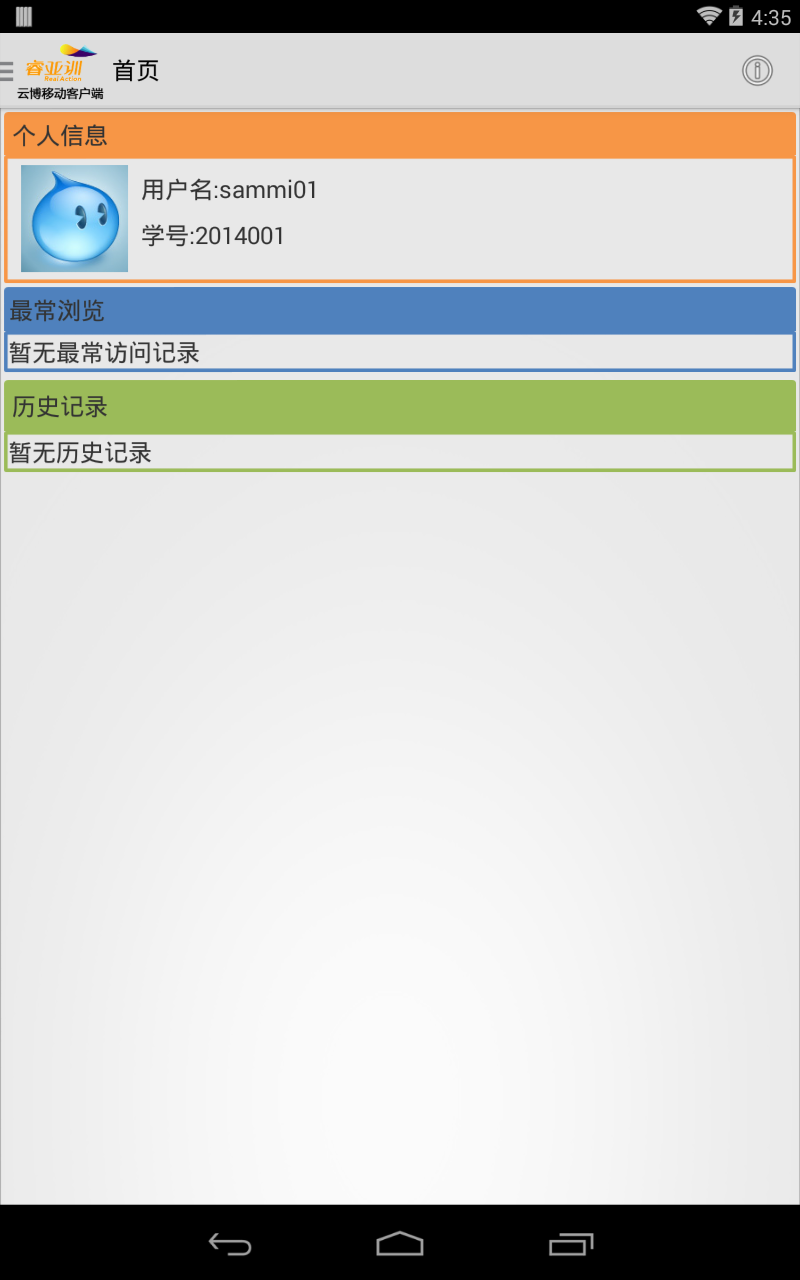 4:35
睿亚训
Real Action
云博移动客户端
首页
个人信息
用户名:sammi01
学号:2014001
最常浏览
暂无最常访问记录
历史记录
暂无历史记录